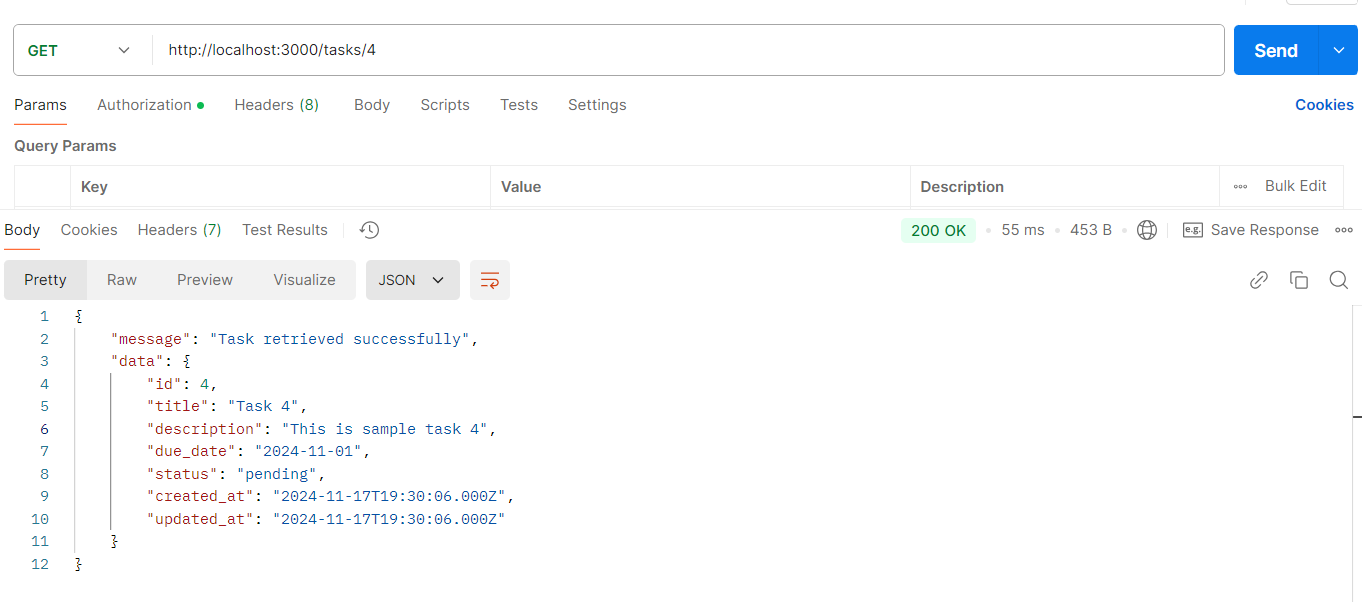 GET http://localhost:3000/tasks/4 Send
Params Authorization Headers (8) Body Scripts Tests Settings Cookies
Query Params
Key Value Description Bulk Edit
Body Cookies Headers (7) Test Results 200 OK 55 ms 453 B e.g. Save Response
Pretty Raw Preview Visualize JSON
1 {
2 "message": "Task retrieved successfully",
3 "data": {
4 "id": 4,
5 "title": "Task 4",
6 "description": "This is sample task 4",
7 "due_date": "2024-11-01",
8 "status": "pending",
9 "created_at": "2024-11-17T19:30:06.000Z",
10 "updated_at": "2024-11-17T19:30:06.000Z"
11 }
12 }